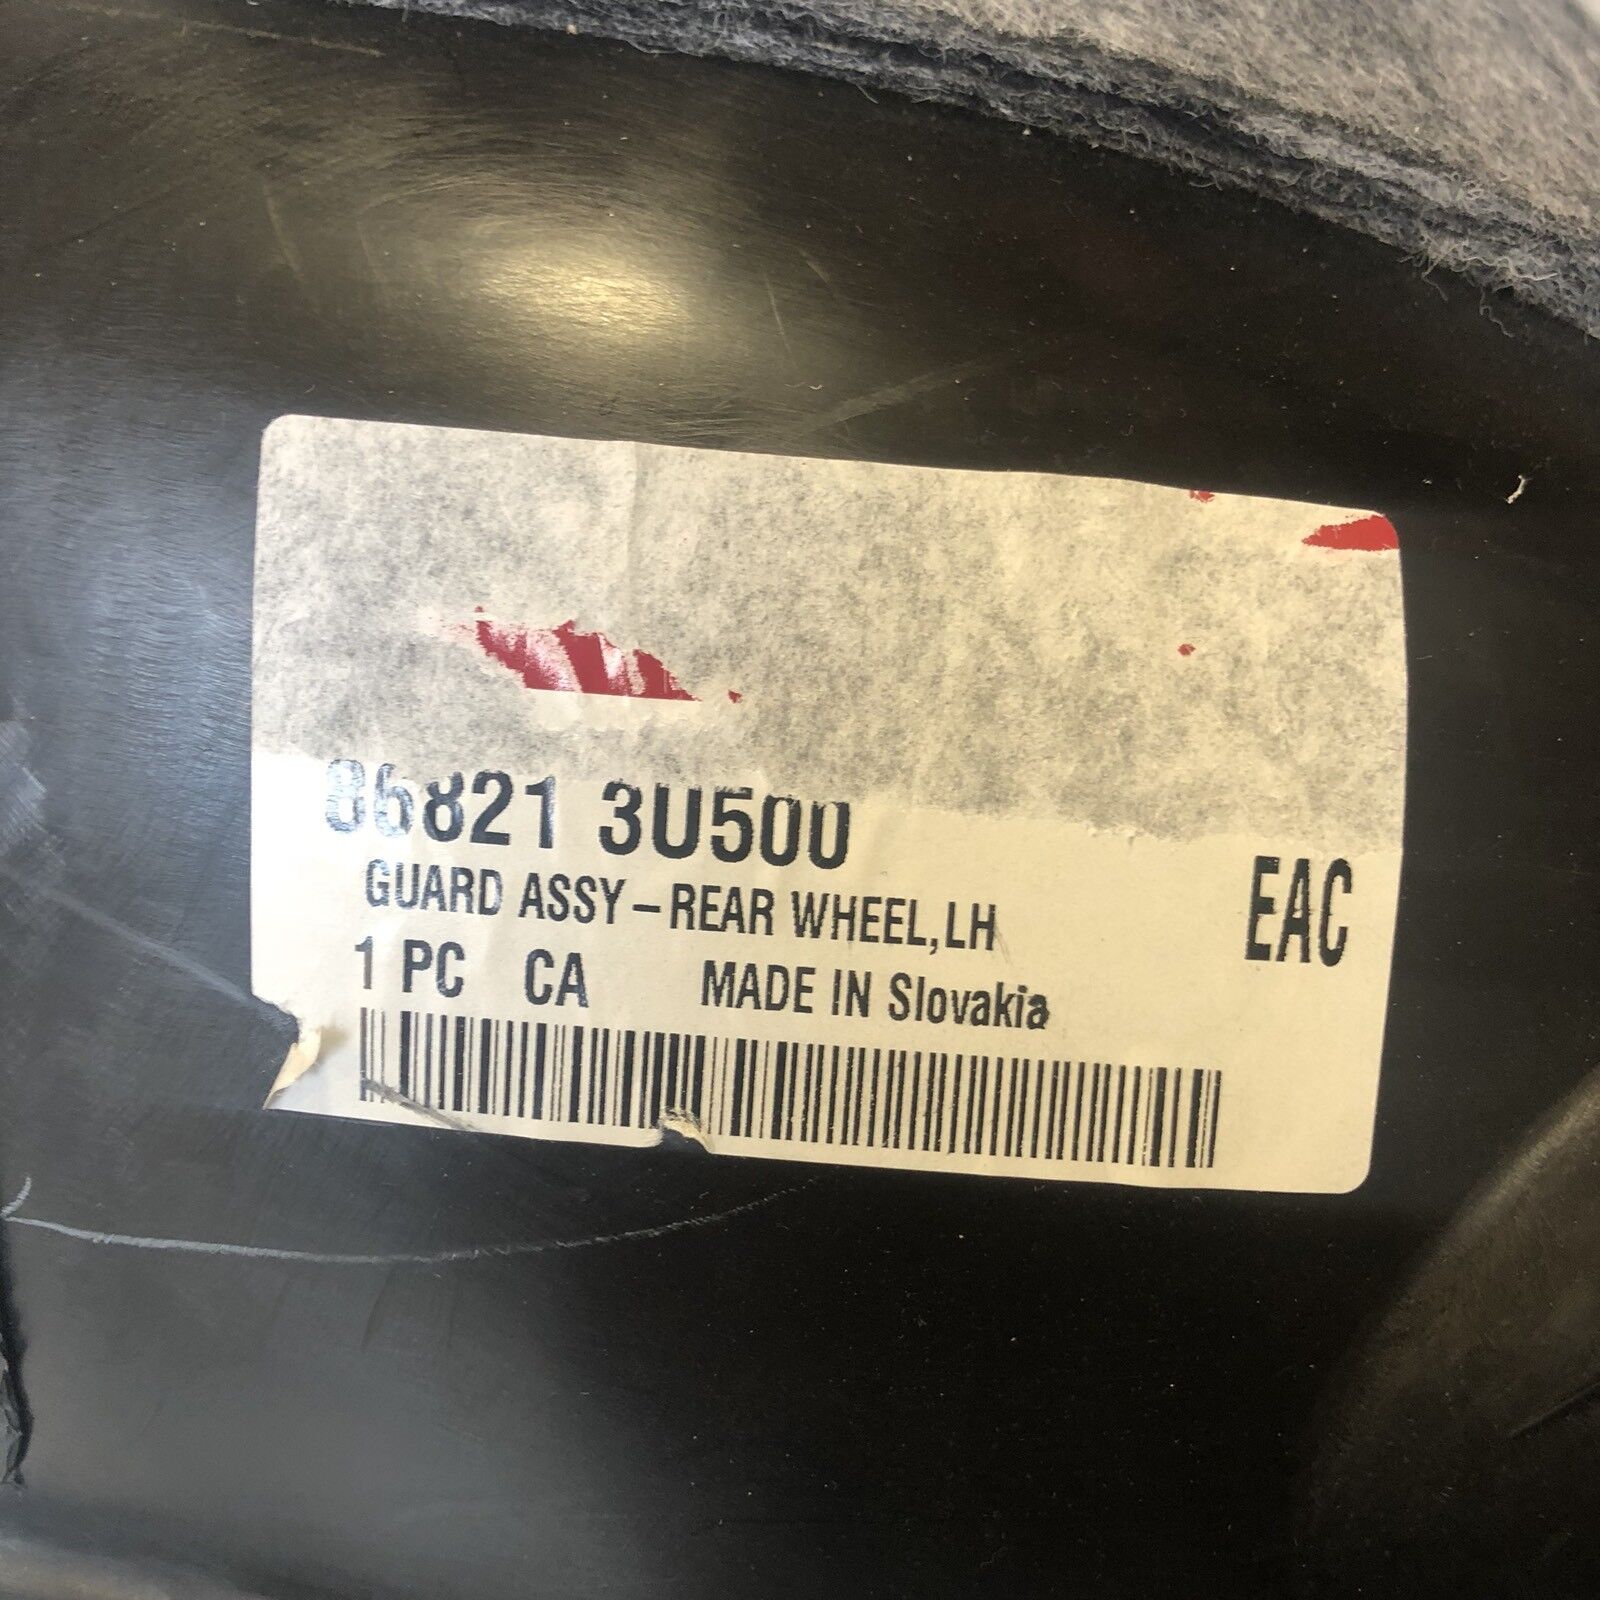 86821 3U500
GUARD ASSY-REAR WHEEL,LH
1 PC CA MADE IN Slovakia
EAC